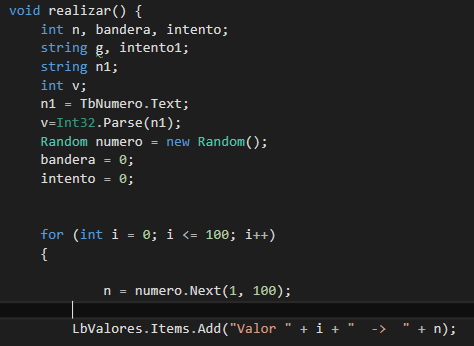 void realizar() {
int n, bandera, intento;
string g, intento1;
string n1;
int v;
n1 = TbNumero.Text;
v=Int32.Parse(n1);
Random numero = new Random();
bandera = 0;
intento = 0;
for (int i = 0; i <= 100; i++)
{
n = numero.Next(1, 100);
LbValores.Items.Add("Valor " + i + "  ->  " + n);